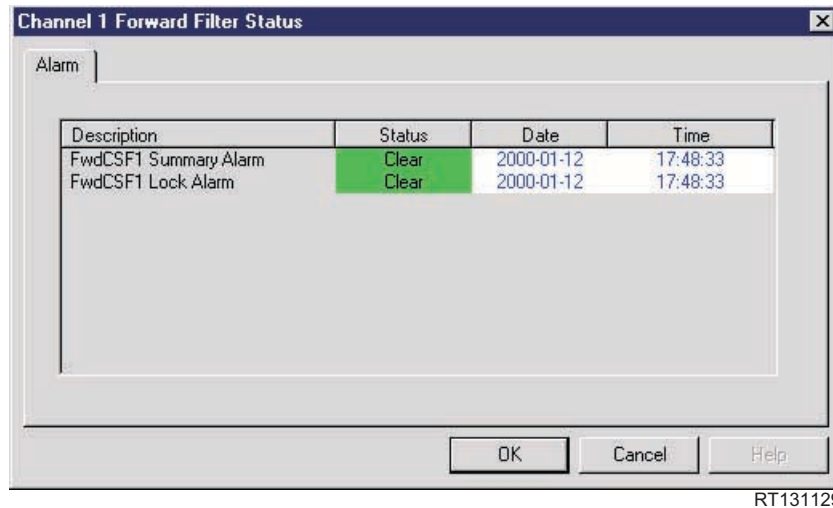 Channel 1 Forward Filter Status
Alarm
Description Status Date Time
FwdCSF1 Summary Alarm Clear 2000-01-12 17:48:33
FwdCSF1 Lock Alarm Clear 2000-01-12 17:48:33
OK Cancel Help
RT131129